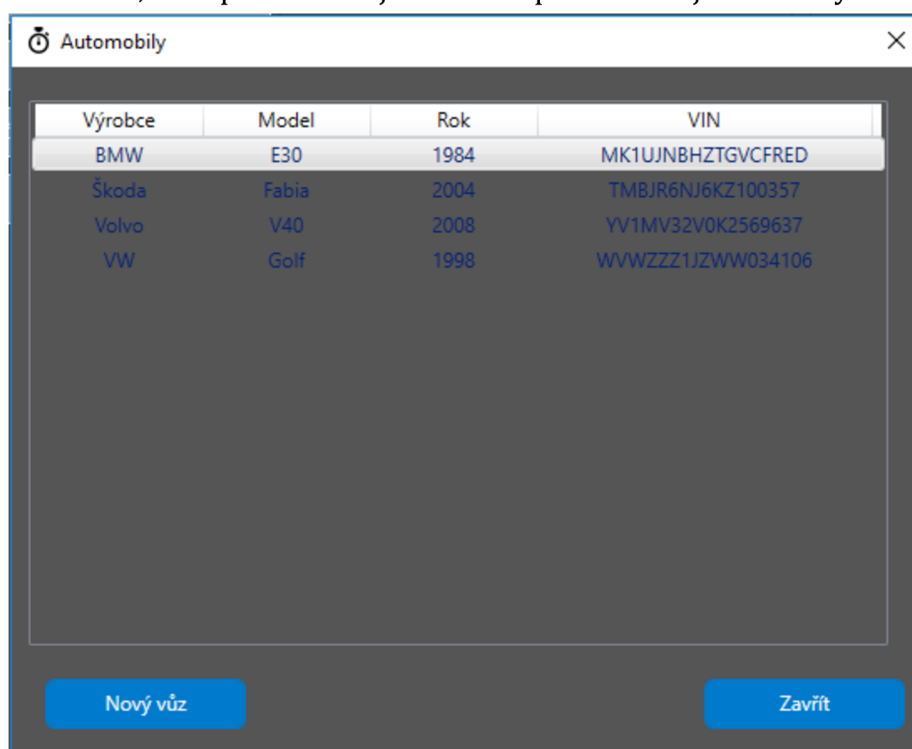 Automobily
Výrobce Model Rok VIN
BMW E30 1984 MK1UJNBHZTGVCFRED
Škoda Fabia 2004 TMBJR6NJ6KZ100357
Volvo V40 2008 YV1MV32V0K2569637
VW Golf 1998 WVWZZZ1JZWW034106
Nový vůz Zavřít